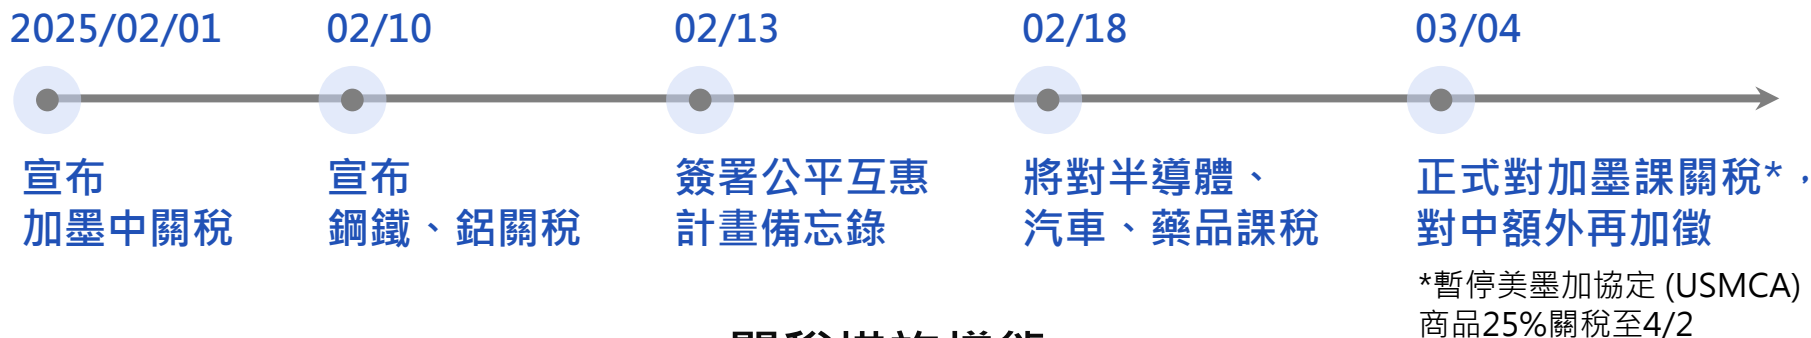 2025/02/01
02/10
02/13
02/18
03/04
宣布
加墨中關稅
宣布
鋼鐵、鋁關稅
簽署公平互惠
計畫備忘錄
將對半導體、
汽車、藥品課稅
正式對加墨課關稅*，
對中額外再加徵
*暫停美墨加協定 (USMCA)
商品25%關稅至4/2